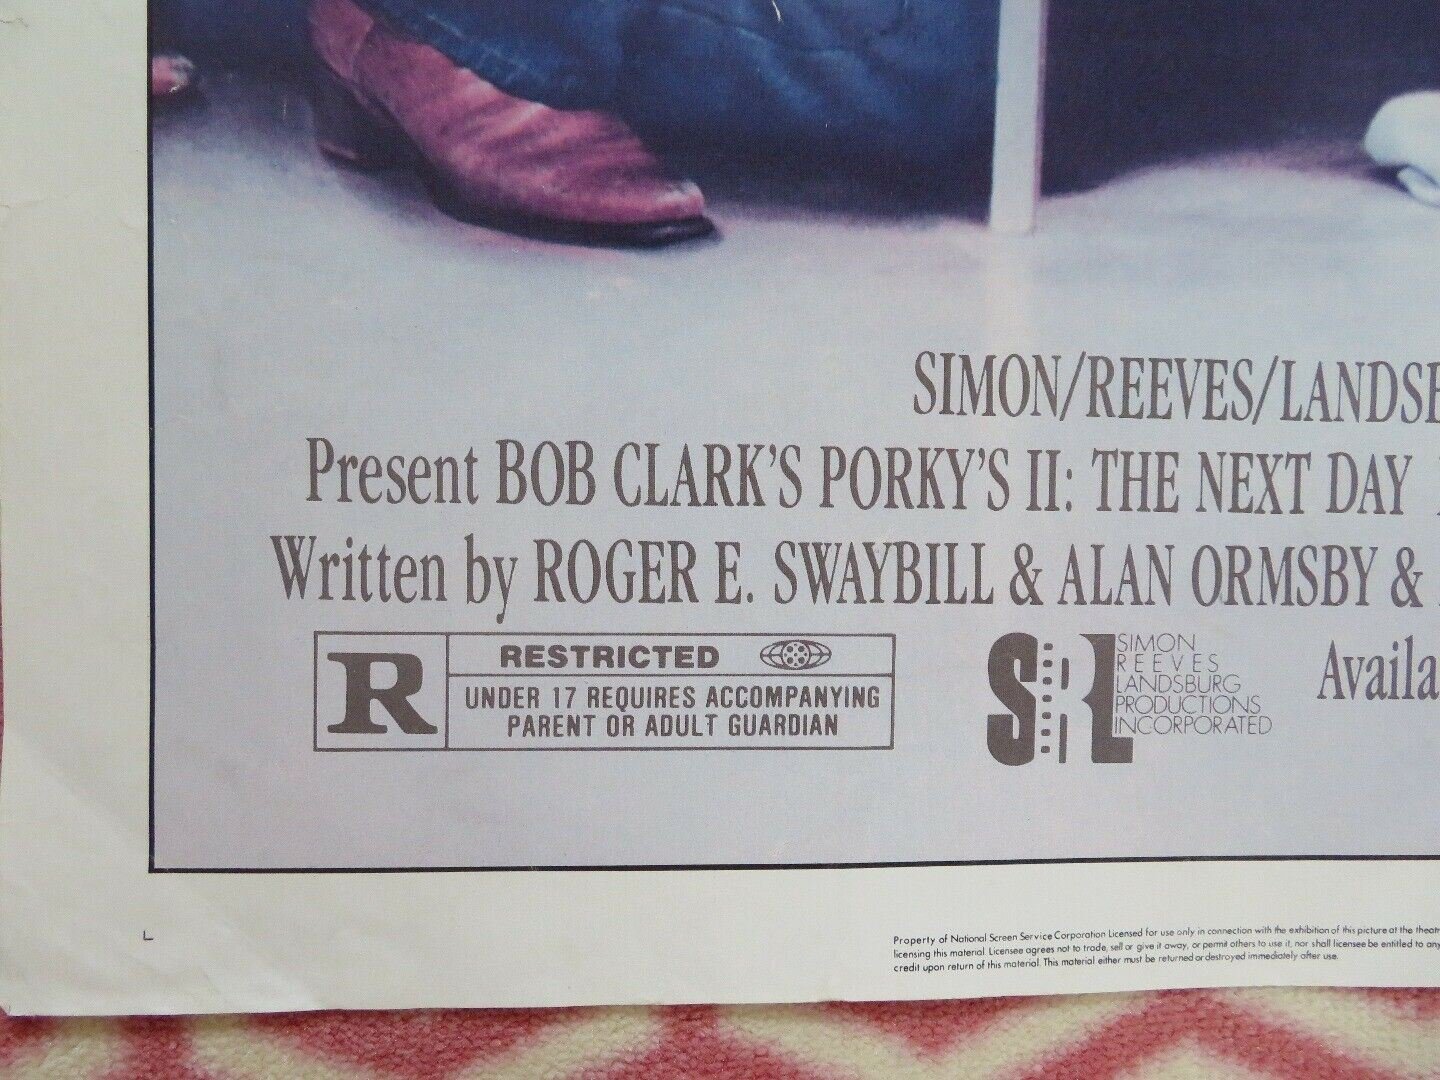 SIMON/REEVES/LANDSB
Present BOB CLARK'S PORKY'S II: THE NEXT DAY
Written by ROGER E. SWAYBILL & ALAN ORMSBY &
R
RESTRICTED
UNDER 17 REQUIRES ACCOMPANYING
PARENT OR ADULT GUARDIAN
SRL
SIMON
REEVES
LANDSBURG
PRODUCTIONS
INCORPORATED
Availa
L
Property of National Screen Service Corporation Licensed for use only in connection with the exhibition of this picture at the theatr
licensing this material. Licensee agrees not to trade, sell or give it away, or permit others to use it, nor shall licensee be entitled to any
credit upon return of this material. This material either must be returned or destroyed immediately after use.